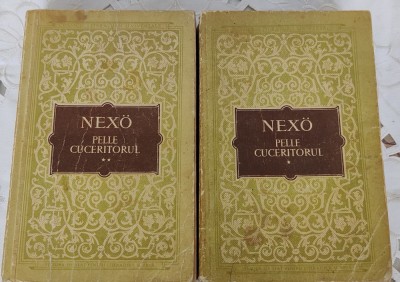 NEXÖ
PELLE
CUCERITORUL
**
NEXÖ
PELLE
CUCERITORUL
*